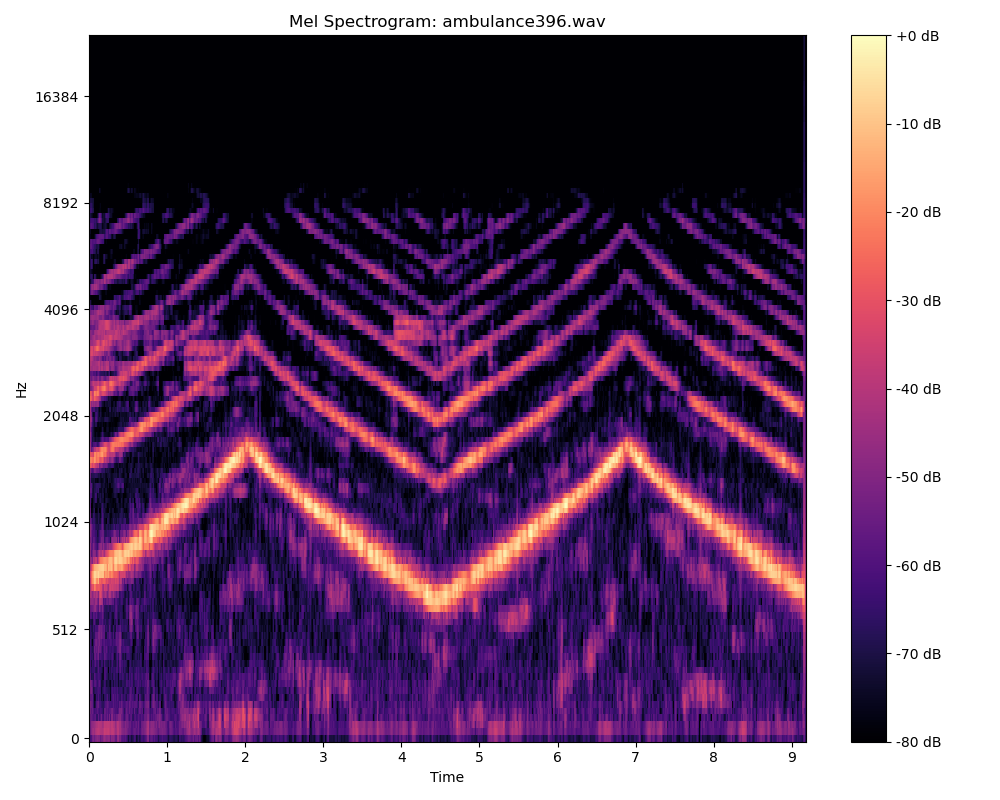 Mel Spectrogram: ambulance396.wav
+0 dB
16384
-10 dB
8192
-20 dB
4096
-30 dB
Hz
-40 dB
2048
-50 dB
1024
-60 dB
512
-70 dB
0
-80 dB
0 1 2 3 4 5 6 7 8 9
Time